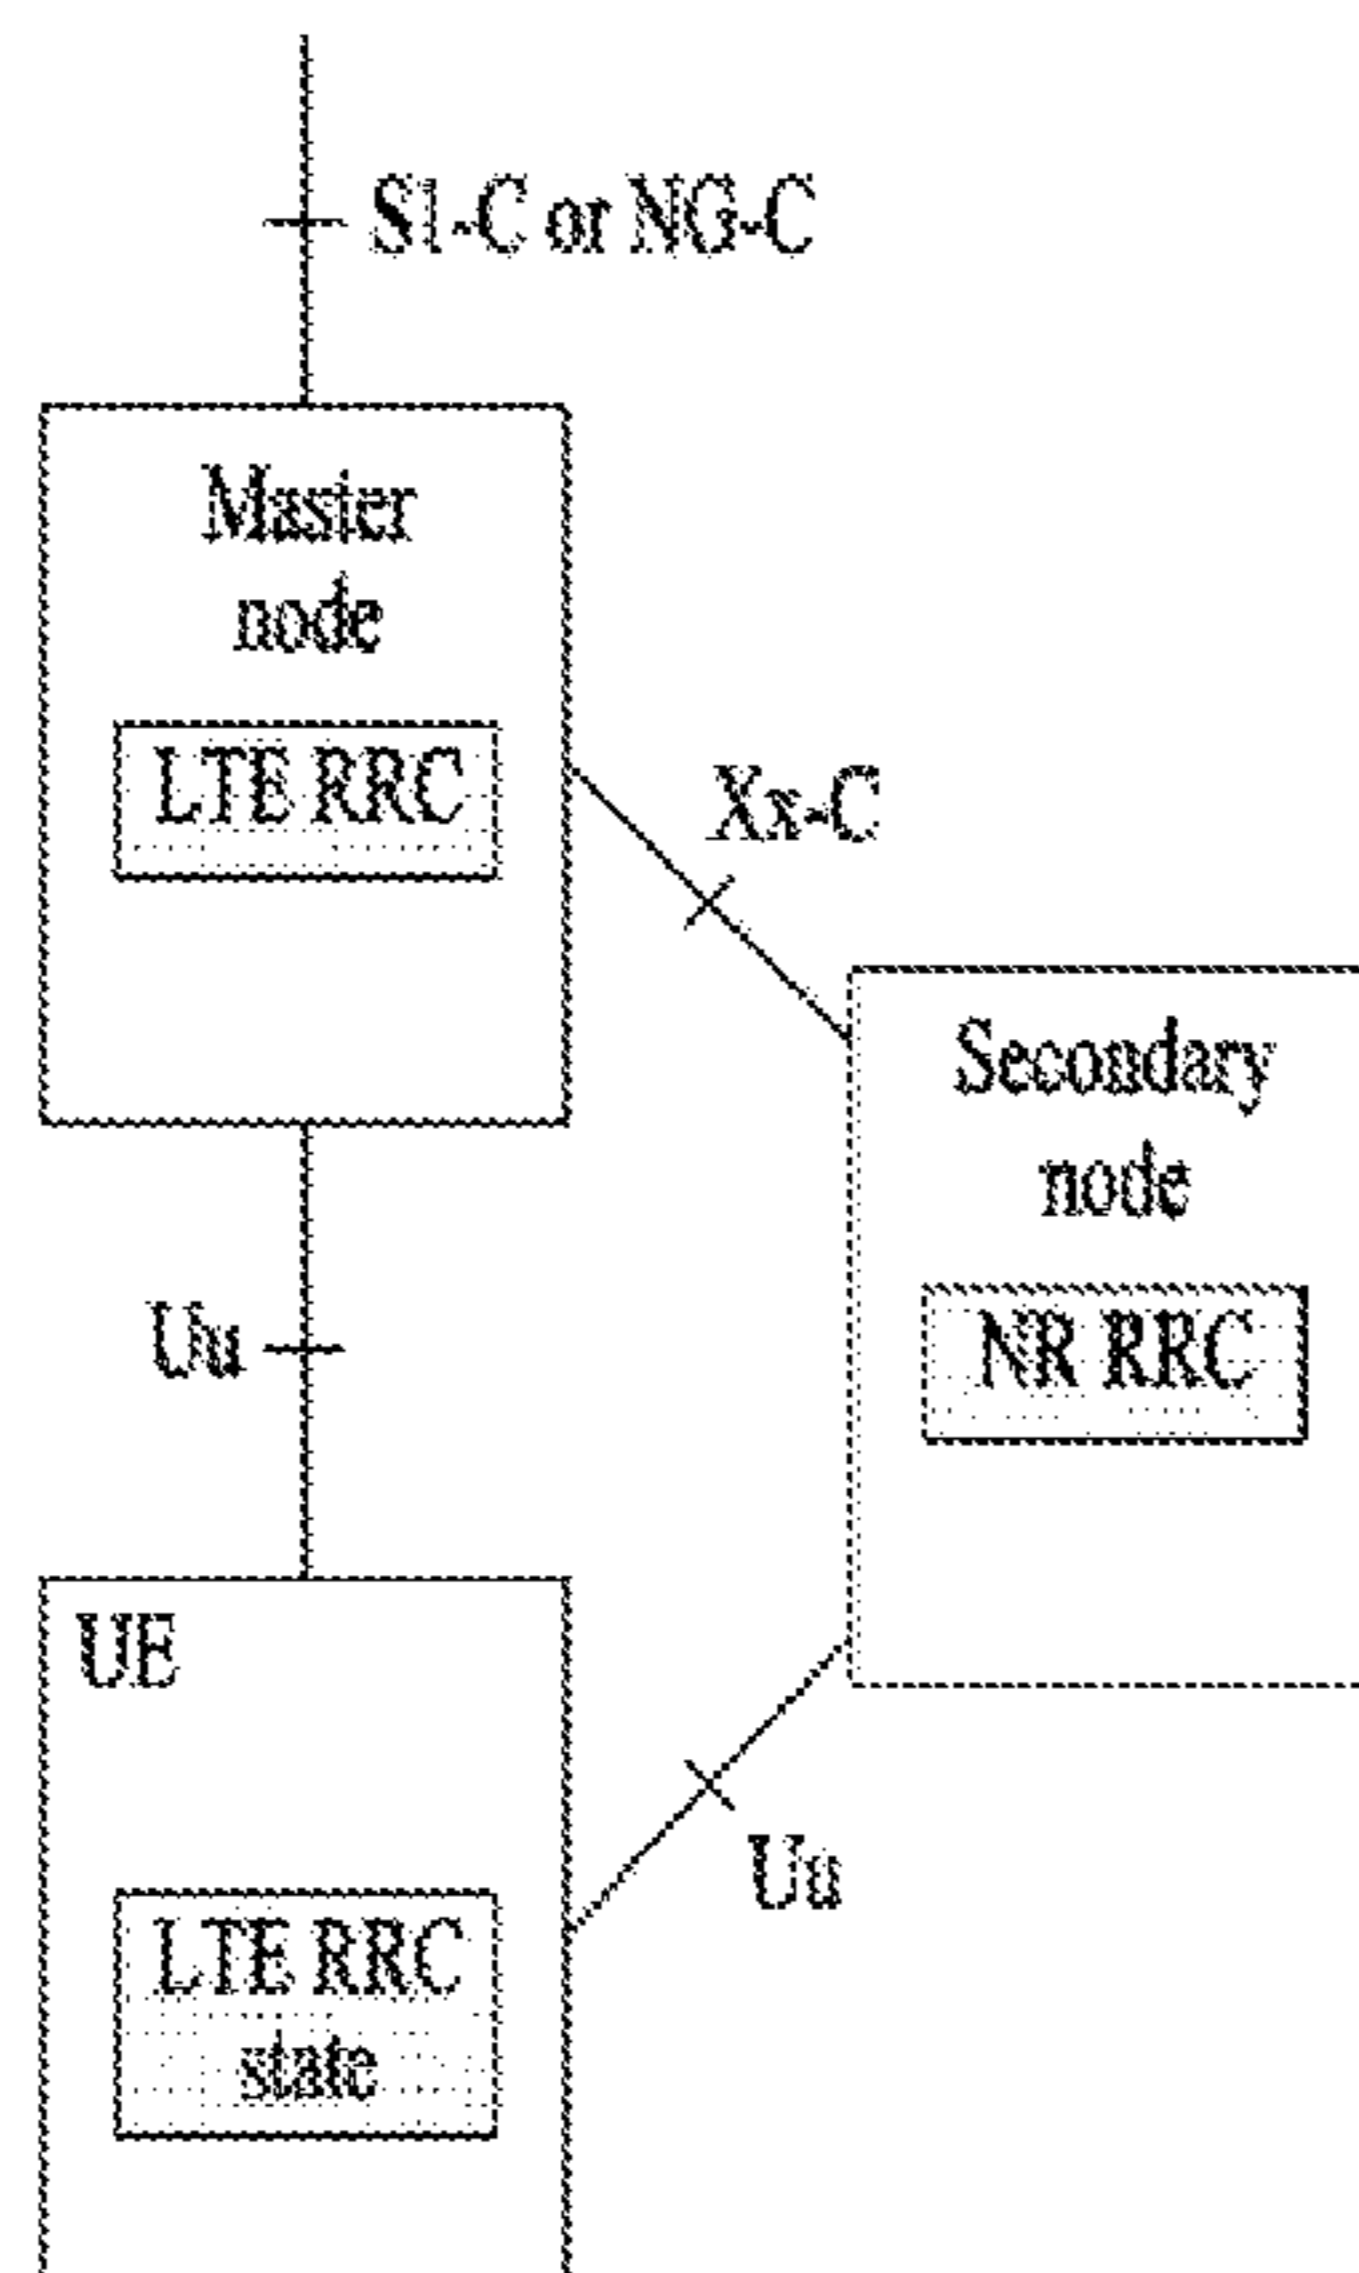 S1-C or NG-C
Master
node
LTE RRC
Xx-C
Secondary
node
NR RRC
Uu
UE
Uu
LTE RRC
state